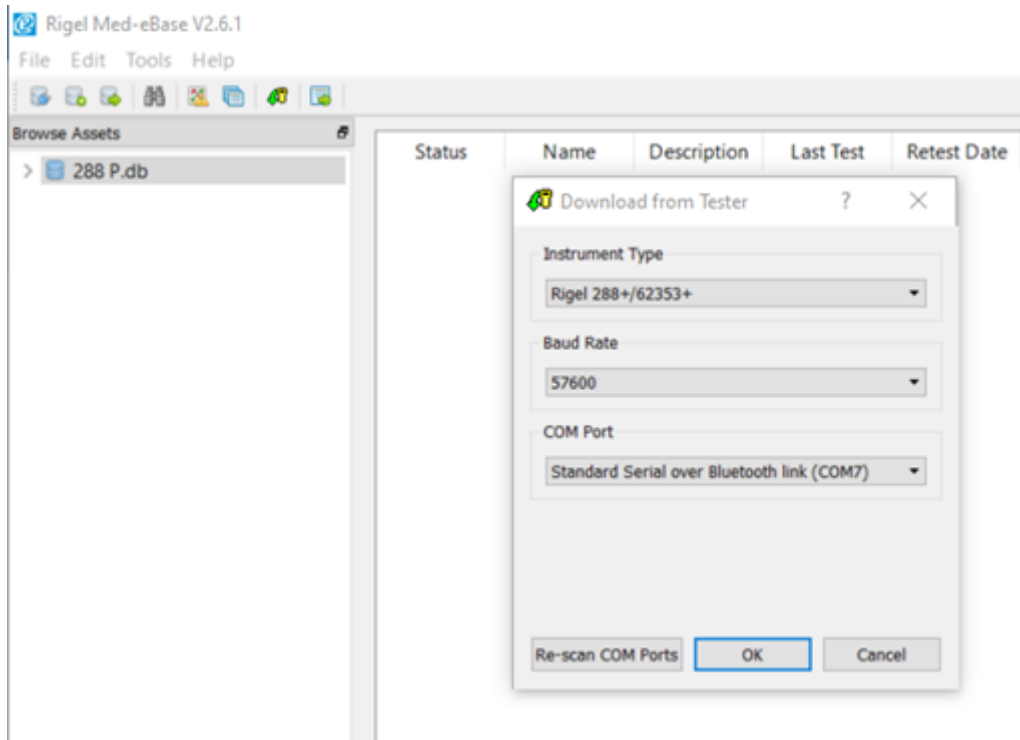 Rigel Med-eBase V2.6.1
File Edit Tools Help
Browse Assets
288 P.db
Status Name Description Last Test Retest Date
Download from Tester ?
Instrument Type
Rigel 288+/62353+
Baud Rate
57600
COM Port
Standard Serial over Bluetooth link (COM7)
Re-scan COM Ports OK Cancel